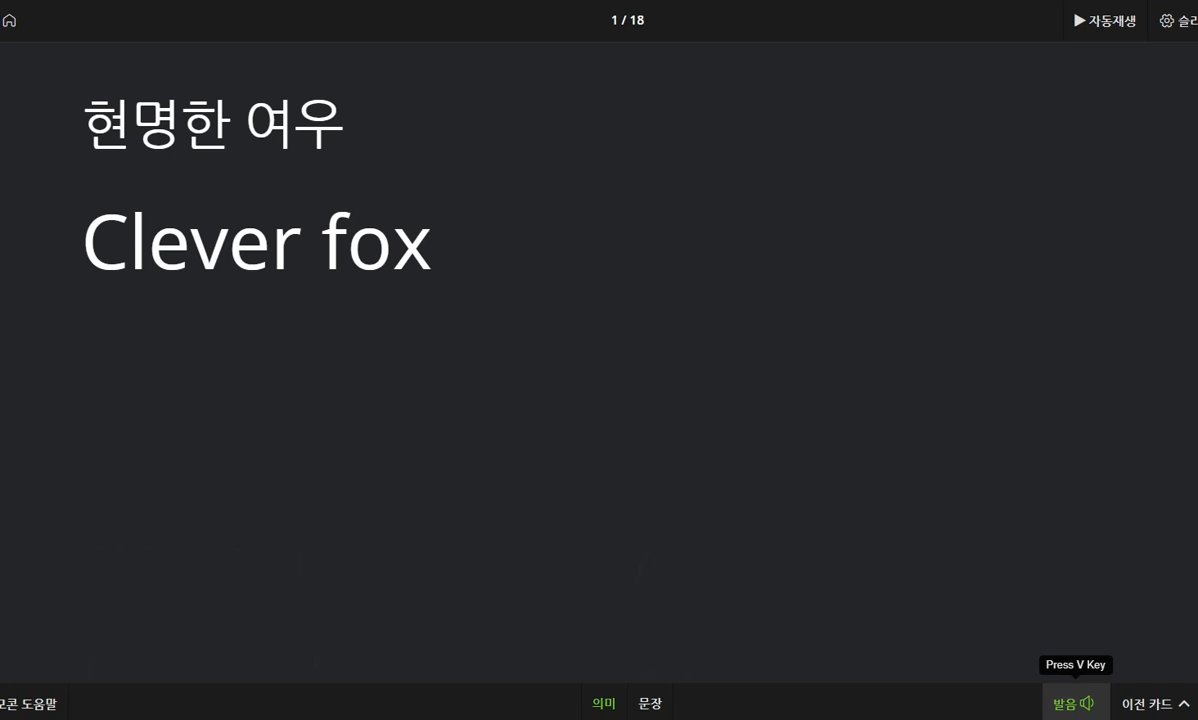 1 / 18
자동재생
현명한 여우
Clever fox
Press V Key
도움말
의미
문장
발음
이전 카드